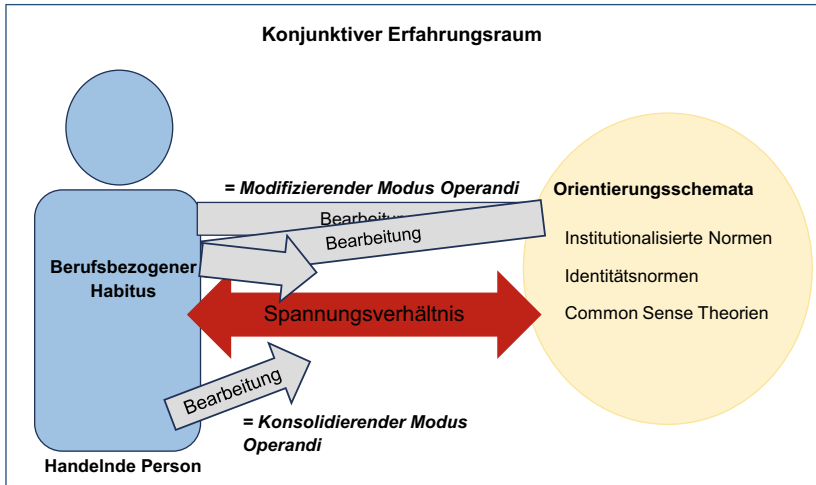 Konjunktiver Erfahrungsraum
= Modifizierender Modus Operandi
Orientierungsschemata
Bearbeitung
Institutionalisierte Normen
Berufsbezogener
Habitus
Identitätsnormen
Spannungsverhältnis
Common Sense Theorien
Bearbeitung
= Konsolidierender Modus
Operandi
Handelnde Person